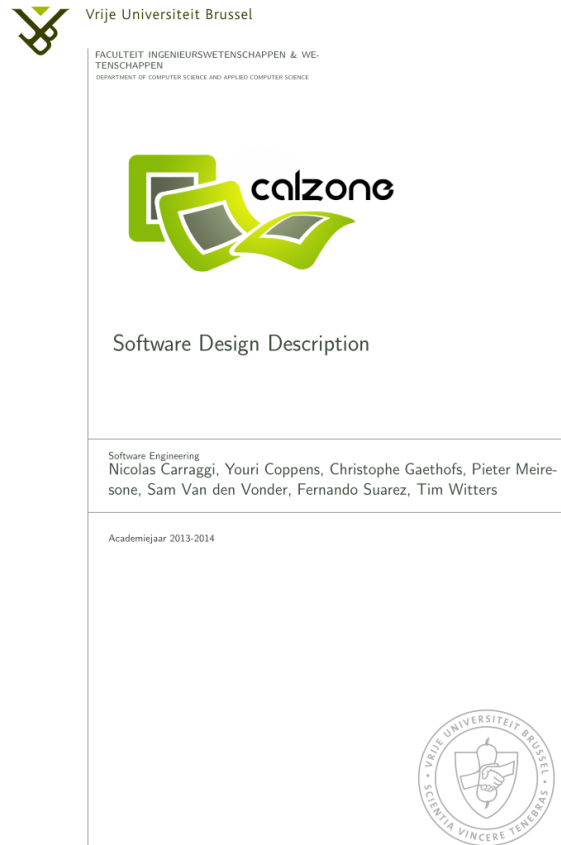 Vrije Universiteit Brussel
FACULTEIT INGENIEURSWETENSCHAPPEN & WE-
TENSCHAPPEN
DEPARTMENT OF COMPUTER SCIENCE AND APPLIED COMPUTER SCIENCE
calzone
Software Design Description
Software Engineering
Nicolas Carraggi, Youri Coppens, Christophe Gaethofs, Pieter Meire-
sone, Sam Van den Vonder, Fernando Suarez, Tim Witters
Academiejaar 2013-2014
VRIJE UNIVERSITEIT BRUSSEL
SCIENTIA VINCERE TENEBRAS